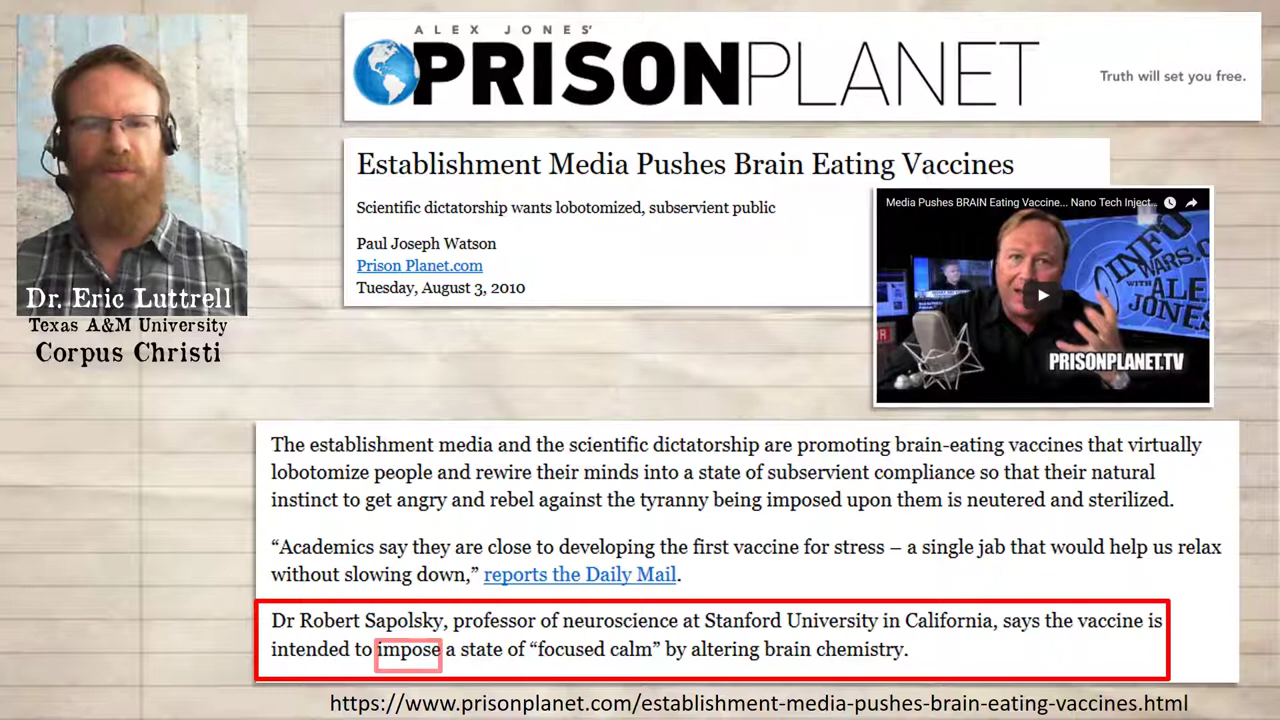 ALEX JONES'
PRISONPLANET
Truth will set you free.
Establishment Media Pushes Brain Eating Vaccines
Scientific dictatorship wants lobotomized, subservient public
Paul Joseph Watson
Prison Planet.com
Tuesday, August 3, 2010
Media Pushes BRAIN Eating Vaccine... Nano Tech Inject...
INFO
WARS.C
WITH
ALE
JONES
PRISONPLANET.TV
Dr. Eric Luttrell
Texas A&M University
Corpus Christi
The establishment media and the scientific dictatorship are promoting brain-eating vaccines that virtually
lobotomize people and rewire their minds into a state of subservient compliance so that their natural
instinct to get angry and rebel against the tyranny being imposed upon them is neutered and sterilized.
“Academics say they are close to developing the first vaccine for stress – a single jab that would help us relax
without slowing down,” reports the Daily Mail.
Dr Robert Sapolsky, professor of neuroscience at Stanford University in California, says the vaccine is
intended to impose a state of “focused calm” by altering brain chemistry.
https://www.prisonplanet.com/establishment-media-pushes-brain-eating-vaccines.html